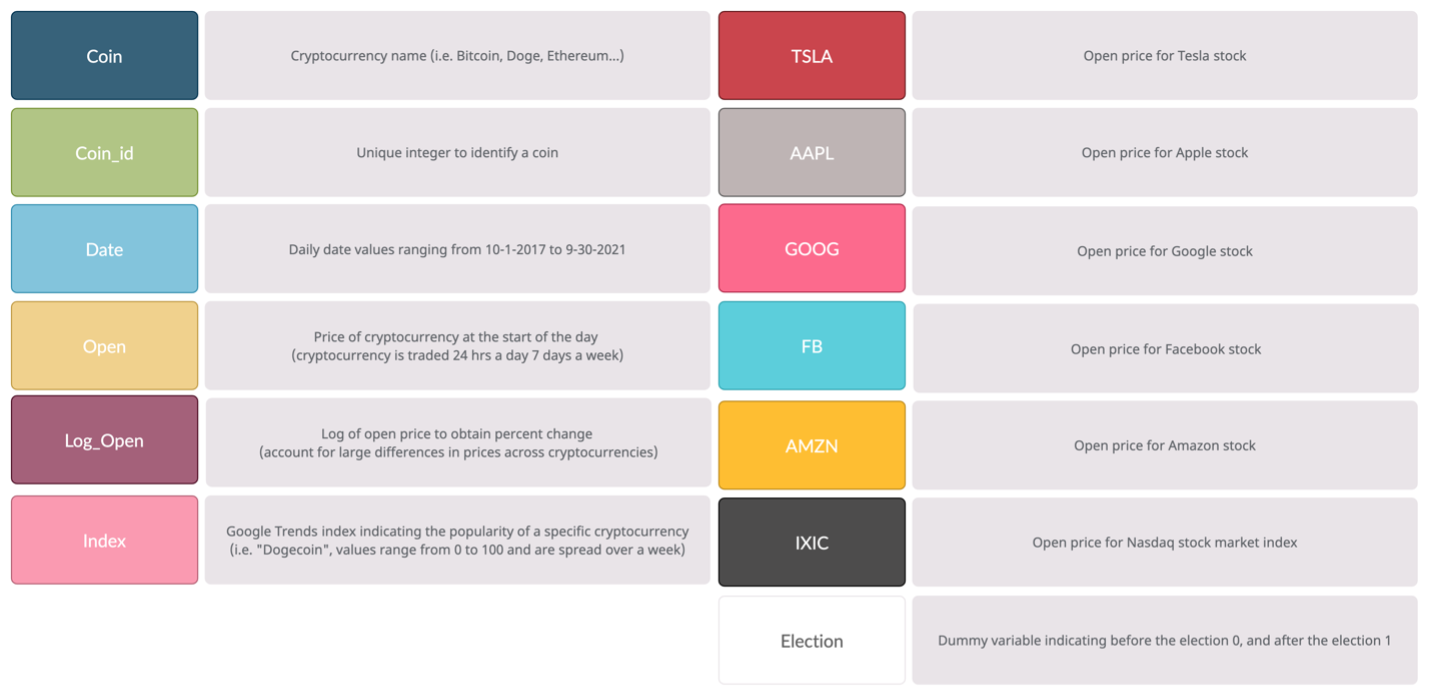 Coin
Cryptocurrency name (i.e. Bitcoin, Doge, Ethereum...)
Coin_id
Unique integer to identify a coin
Date
Daily date values ranging from 10-1-2017 to 9-30-2021
Open
Price of cryptocurrency at the start of the day
(cryptocurrency is traded 24 hrs a day 7 days a week)
Log_Open
Log of open price to obtain percent change
(account for large differences in prices across cryptocurrencies)
Index
Google Trends index indicating the popularity of a specific cryptocurrency
(i.e. "Dogecoin", values range from 0 to 100 and are spread over a week)
TSLA
Open price for Tesla stock
AAPL
Open price for Apple stock
GOOG
Open price for Google stock
FB
Open price for Facebook stock
AMZN
Open price for Amazon stock
IXIC
Open price for Nasdaq stock market index
Election
Dummy variable indicating before the election 0, and after the election 1